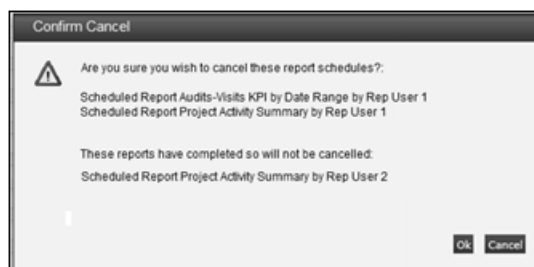 Confirm Cancel
Are you sure you wish to cancel these report schedules?:
Scheduled Report Audits-Visits KPI by Date Range by Rep User 1
Scheduled Report Project Activity Summary by Rep User 1
These reports have completed so will not be cancelled:
Scheduled Report Project Activity Summary by Rep User 2
Ok Cancel